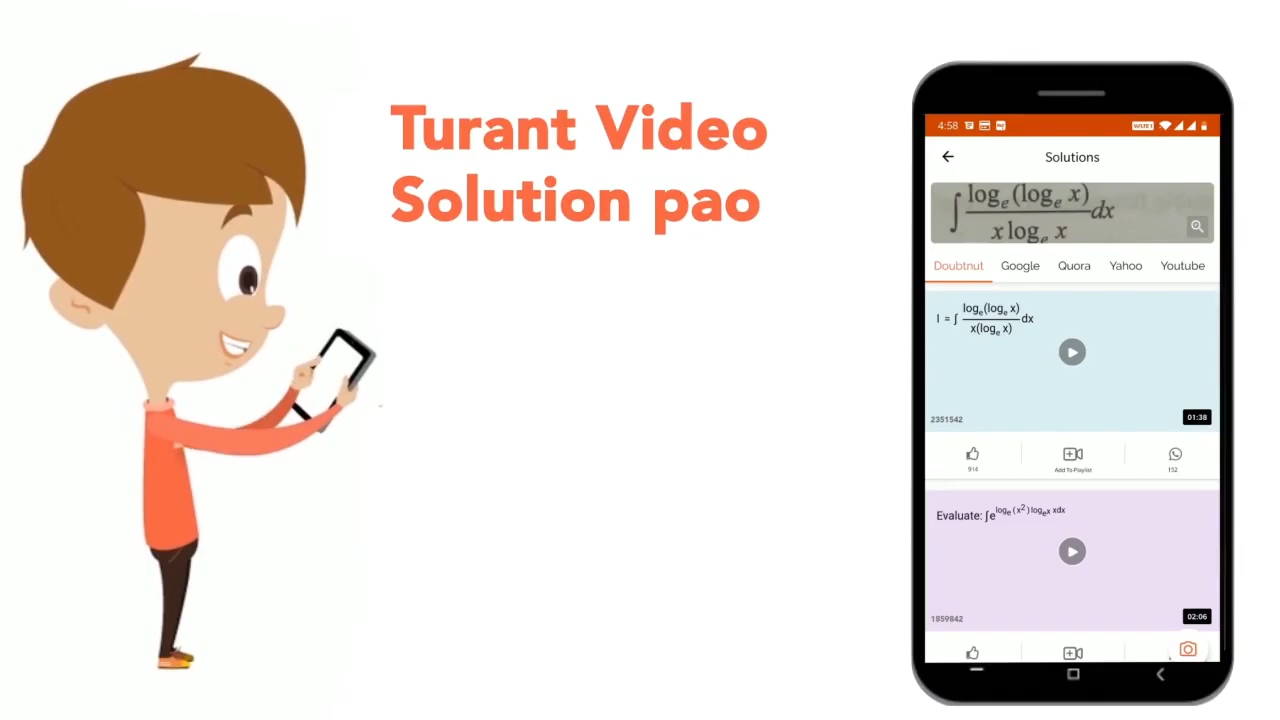 Turant Video
Solution pao
4:58
VoLTE1
Solutions
∫ logₑ(logₑ x) / x logₑ x dx
Doubtnut Google Quora Yahoo Youtube
I = ∫ logₑ(logₑ x) / x(logₑ x) dx
2351542
01:38
914
Add To Playlist
152
Evaluate: ∫e^logₑ(x²)logₑx xdx
1859842
02:06